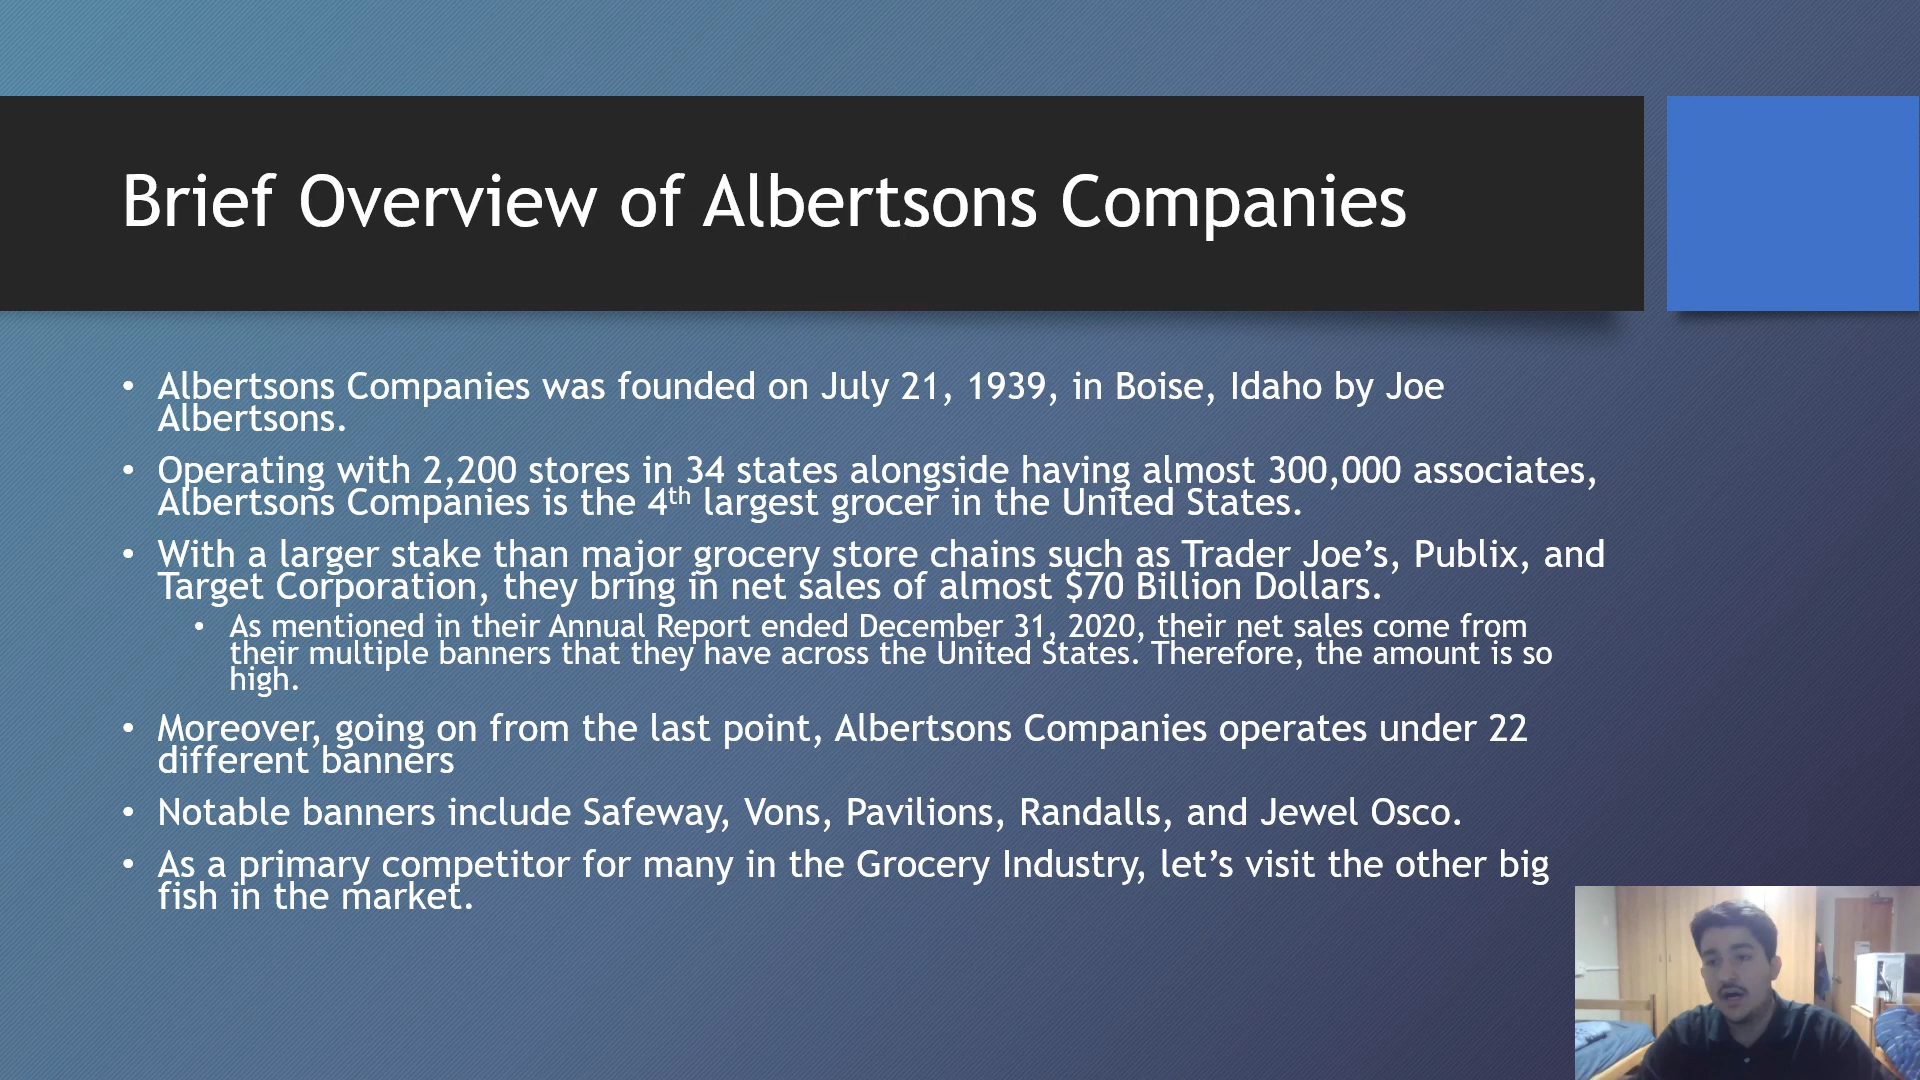 Brief Overview of Albertsons Companies
• Albertsons Companies was founded on July 21, 1939, in Boise, Idaho by Joe
Albertsons.
• Operating with 2,200 stores in 34 states alongside having almost 300,000 associates,
Albertsons Companies is the 4th largest grocer in the United States.
• With a larger stake than major grocery store chains such as Trader Joe’s, Publix, and
Target Corporation, they bring in net sales of almost $70 Billion Dollars.
• As mentioned in their Annual Report ended December 31, 2020, their net sales come from
their multiple banners that they have across the United States. Therefore, the amount is so
high.
• Moreover, going on from the last point, Albertsons Companies operates under 22
different banners
• Notable banners include Safeway, Vons, Pavilions, Randalls, and Jewel Osco.
• As a primary competitor for many in the Grocery Industry, let’s visit the other big
fish in the market.